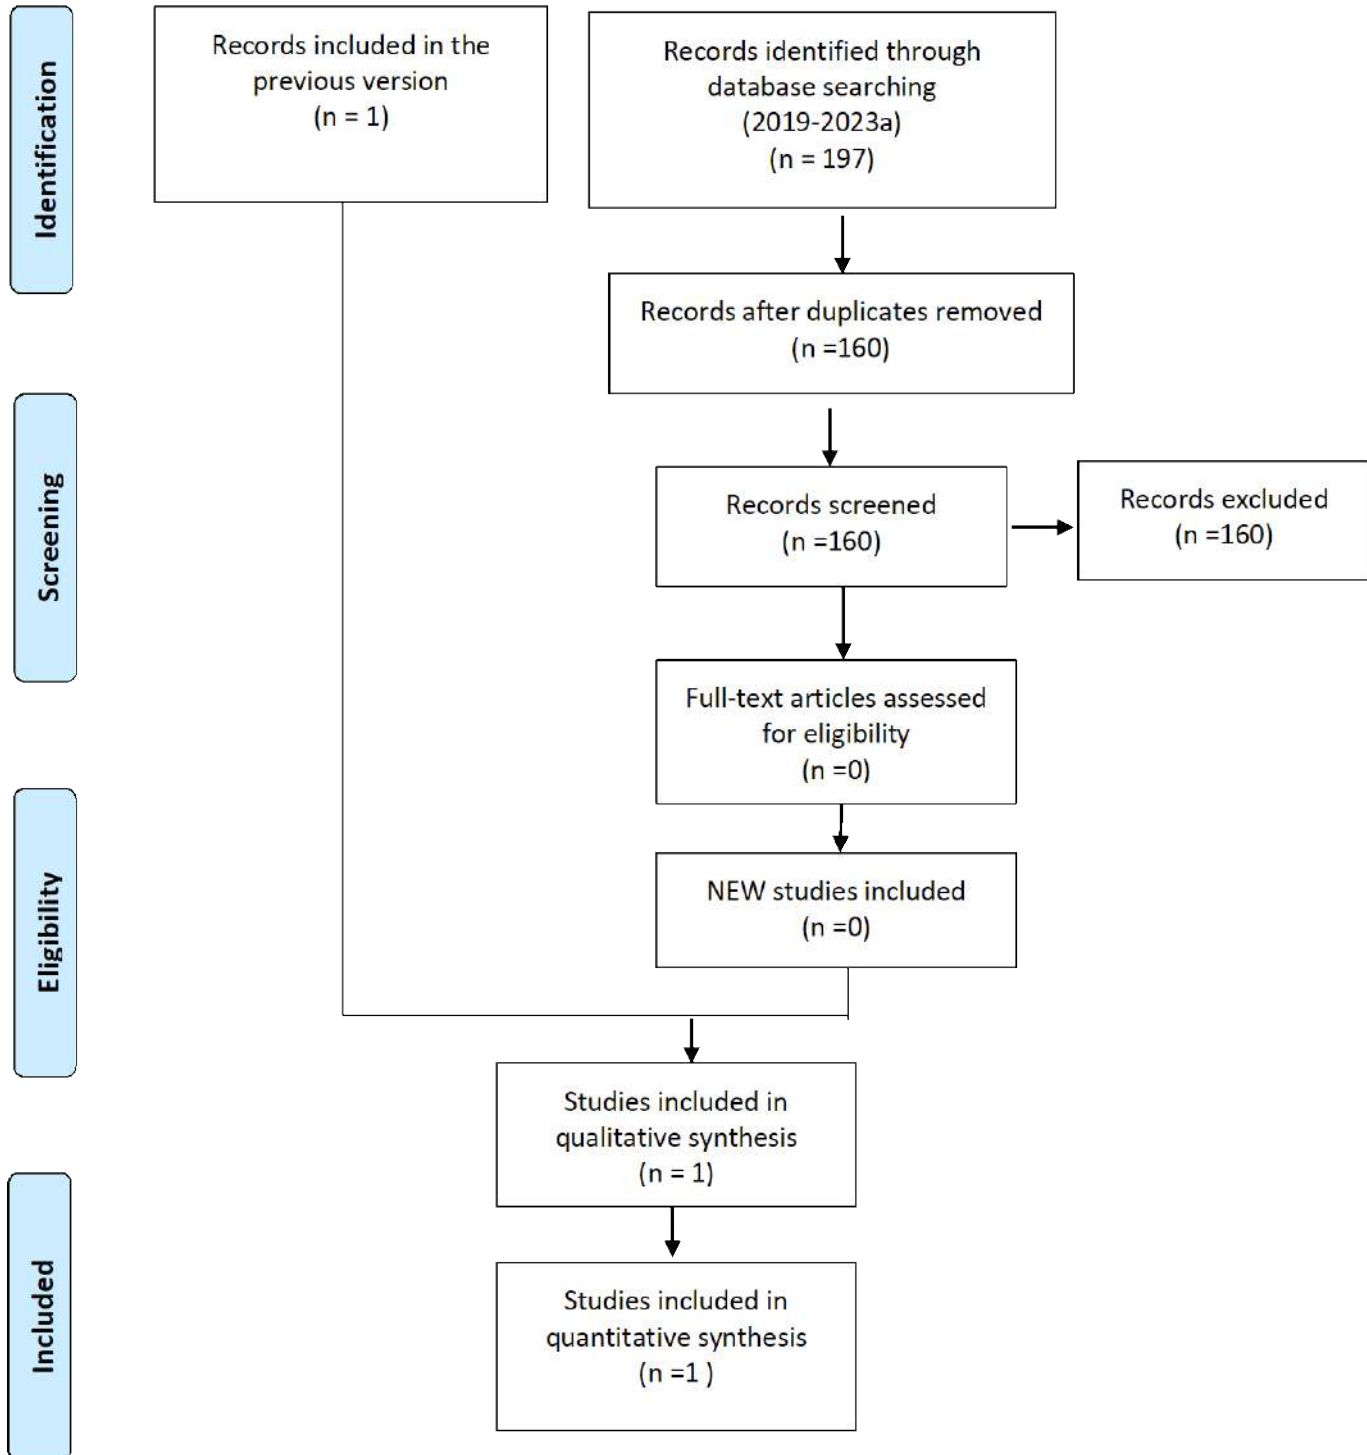 Identification
Records included in the
previous version
(n = 1)
Records identified through
database searching
(2019-2023a)
(n = 197)
Records after duplicates removed
(n =160)
Screening
Records screened
(n =160)
Records excluded
(n =160)
Full-text articles assessed
for eligibility
(n =0)
Eligibility
NEW studies included
(n =0)
Studies included in
qualitative synthesis
(n = 1)
Included
Studies included in
quantitative synthesis
(n =1 )